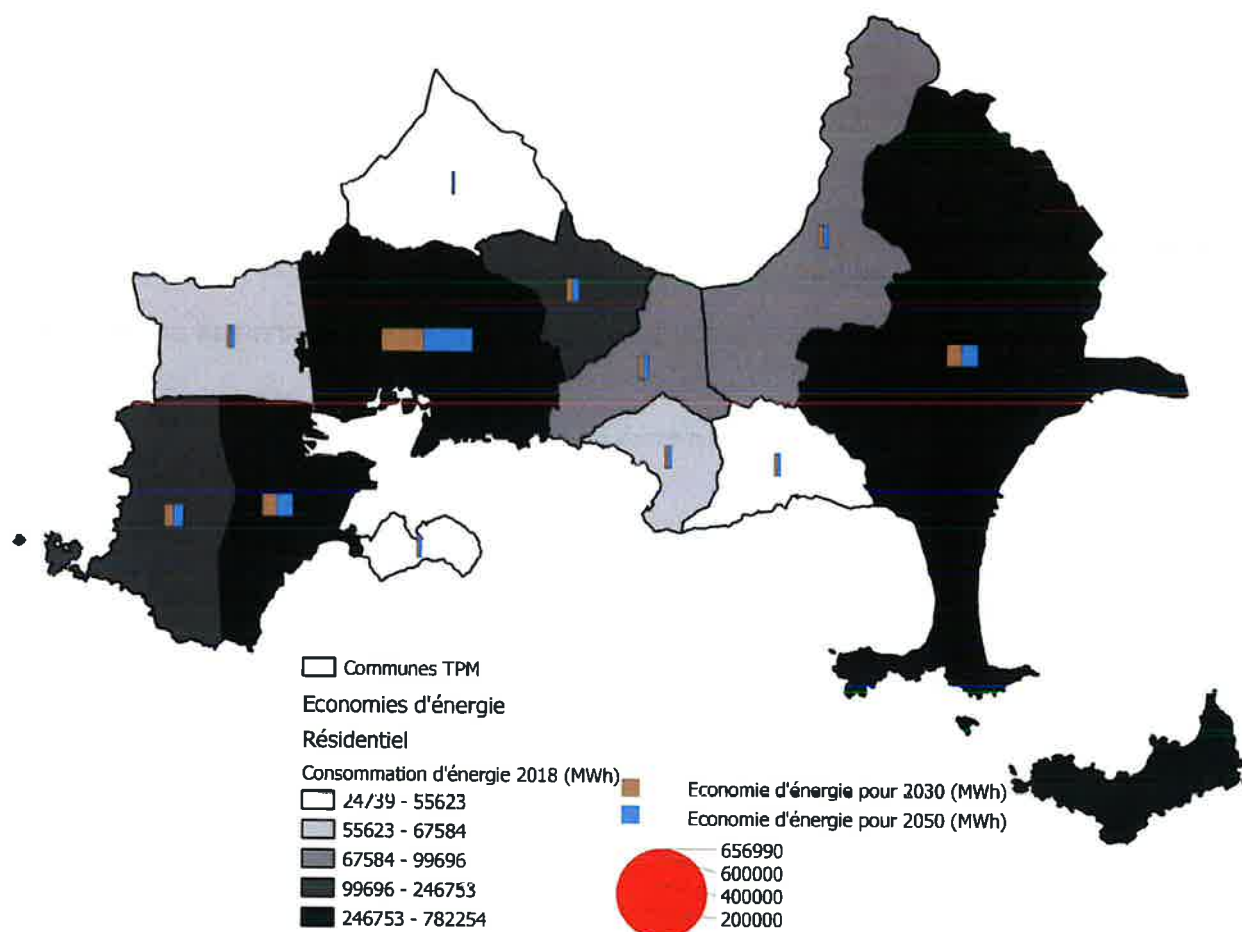 Communes TPM
Economies d'énergie
Résidentiel
Consommation d'énergie 2018 (MWh)
24739 - 55623
55623 - 67584
67584 - 99696
99696 - 246753
246753 - 782254
Economie d'énergie pour 2030 (MWh)
Economie d'énergie pour 2050 (MWh)
656990
600000
400000
200000